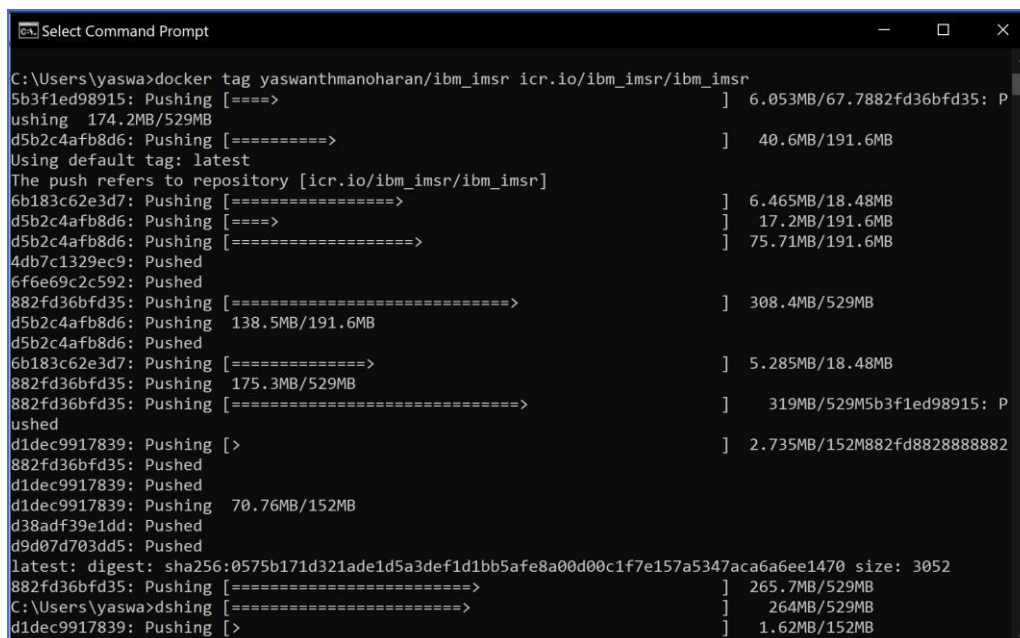 Select Command Prompt
C:\Users\yaswa>docker tag yaswanthmanoharan/ibm_imsr icr.io/ibm_imsr/ibm_imsr
5b3f1ed98915: Pushing [====>                                              ]  6.053MB/67.7882fd36bfd35: P
ushing  174.2MB/529MB
d5b2c4afb8d6: Pushing [==========>                                        ]   40.6MB/191.6MB
Using default tag: latest
The push refers to repository [icr.io/ibm_imsr/ibm_imsr]
6b183c62e3d7: Pushing [=================>                                 ]  6.465MB/18.48MB
d5b2c4afb8d6: Pushing [====>                                              ]   17.2MB/191.6MB
d5b2c4afb8d6: Pushing [===================>                               ]  75.71MB/191.6MB
4db7c1329ec9: Pushed
6f6e69c2c592: Pushed
882fd36bfd35: Pushing [=============================>                     ]  308.4MB/529MB
d5b2c4afb8d6: Pushing  138.5MB/191.6MB
d5b2c4afb8d6: Pushed
6b183c62e3d7: Pushing [==============>                                    ]  5.285MB/18.48MB
882fd36bfd35: Pushing  175.3MB/529MB
882fd36bfd35: Pushing [==============================>                    ]    319MB/529M5b3f1ed98915: P
ushed
d1dec9917839: Pushing [>                                                  ]  2.735MB/152M882fd8828888882
882fd36bfd35: Pushed
d1dec9917839: Pushed
d1dec9917839: Pushing  70.76MB/152MB
d38adf39e1dd: Pushed
d9d07d703dd5: Pushed
latest: digest: sha256:0575b171d321ade1d5a3def1d1bb5afe8a00d00c1f7e157a5347aca6a6ee1470 size: 3052
882fd36bfd35: Pushing [=========================>                         ]  265.7MB/529MB
C:\Users\yaswa>dshing [========================>                          ]    264MB/529MB
d1dec9917839: Pushing [>                                                  ]   1.62MB/152MB